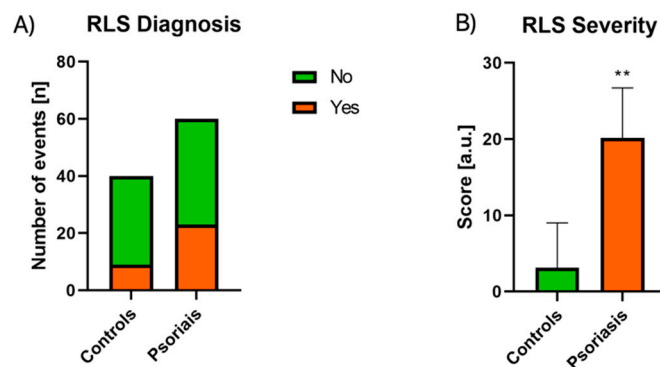 A)
RLS Diagnosis
Number of events [n]
80
60
40
20
0
Controls
Psoriais
No
Yes
B)
RLS Severity
Score [a.u.]
30
20
10
0
**
Controls
Psoriasis